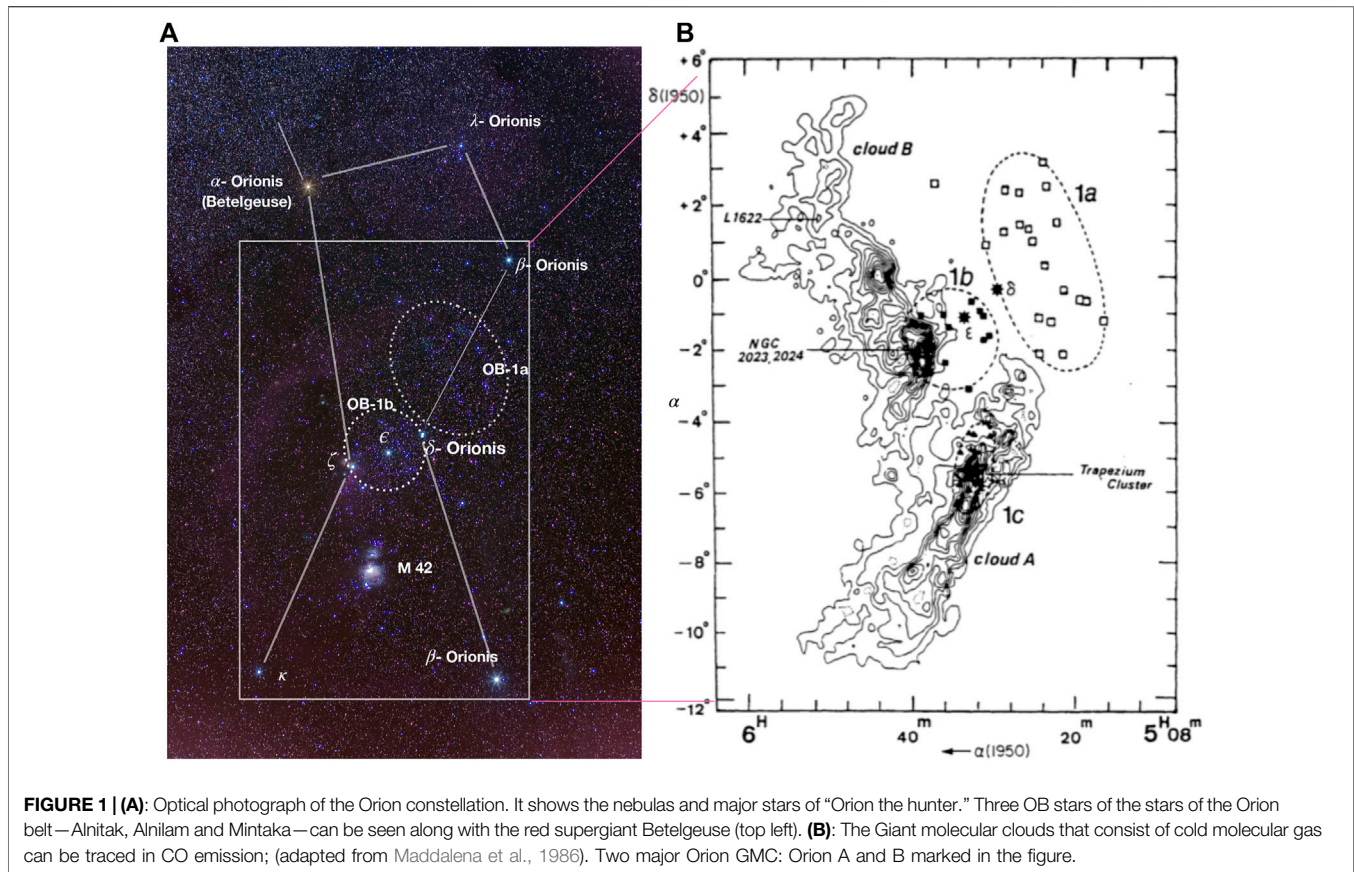 A
λ- Orionis
α- Orionis
(Betelgeuse)
β- Orionis
OB-1a
OB-1b
ϵ
δ- Orionis
ζ
M 42
β- Orionis
κ
B
+6°
δ(1950)
+4°
+2°
0°
-2°
-4°
-6°
-8°
-10°
-12°
α
cloud B
L1622
1a
1b
δ
ε
NGC
2023,2024
Trapezium
Cluster
1c
cloud A
6H
40m
20m
5H08m
←α(1950)
FIGURE 1 | (A): Optical photograph of the Orion constellation. It shows the nebulas and major stars of “Orion the hunter.” Three OB stars of the stars of the Orion
belt—Alnitak, Alnilam and Mintaka—can be seen along with the red supergiant Betelgeuse (top left). (B): The Giant molecular clouds that consist of cold molecular gas
can be traced in CO emission; (adapted from Maddalena et al., 1986). Two major Orion GMC: Orion A and B marked in the figure.